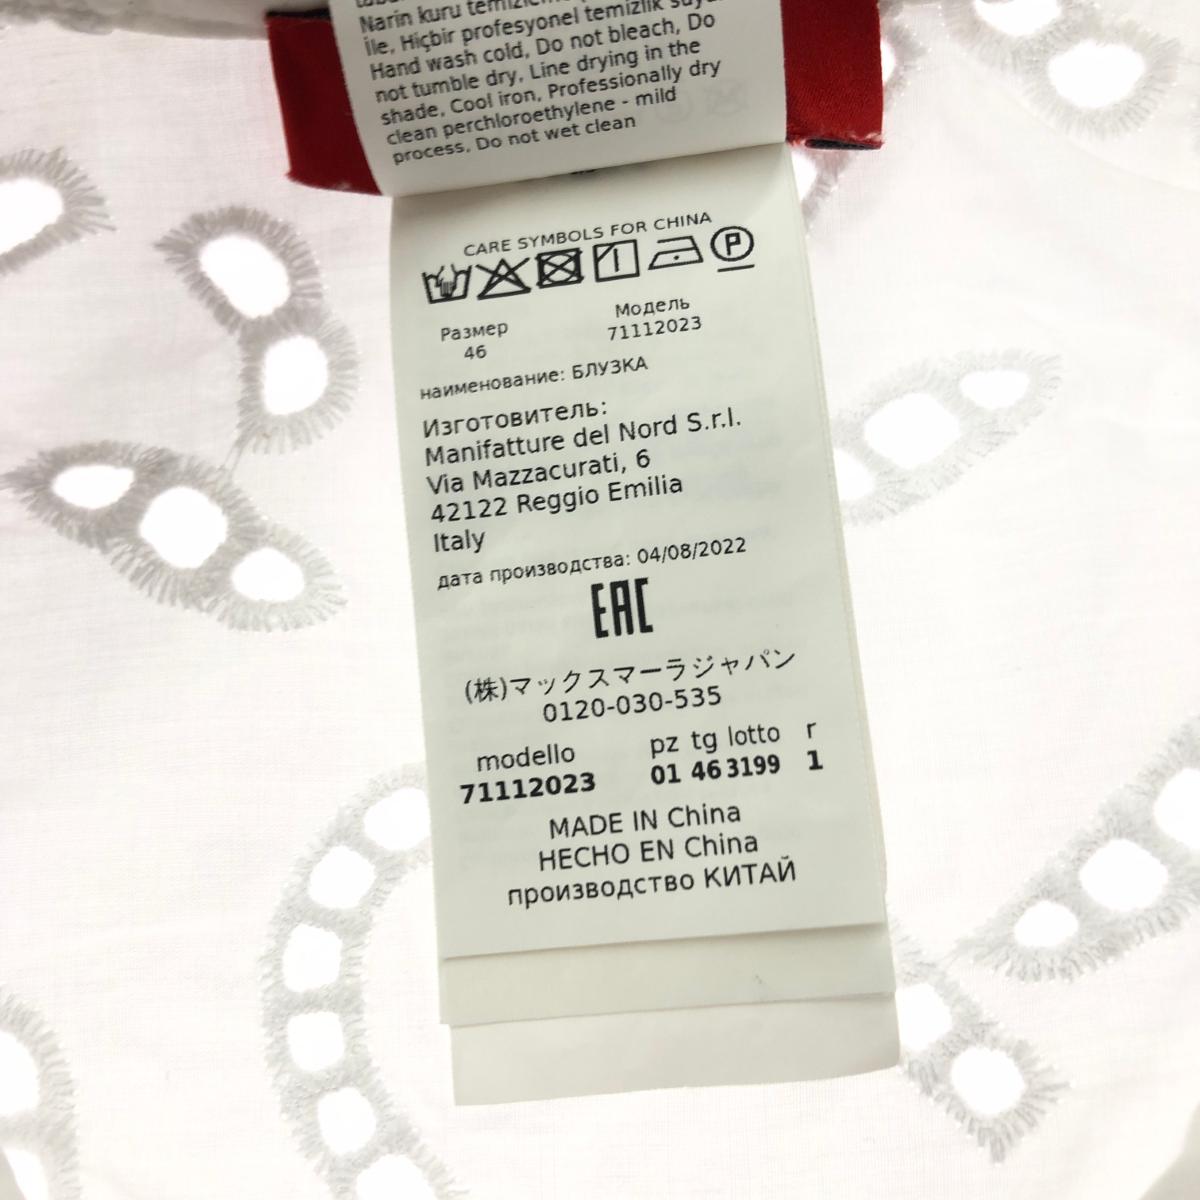 Narin kuru temizleme
İle, Hiçbir profesyonel temizlik suyu.
Hand wash cold, Do not bleach, Do
not tumble dry, Line drying in the
shade, Cool iron, Professionally dry
clean perchloroethylene - mild
process, Do not wet clean
CARE SYMBOLS FOR CHINA
P
Размер Модель
46 71112023
наименование: БЛУЗКА
Изготовитель:
Manifatture del Nord S.r.l.
Via Mazzacurati, 6
42122 Reggio Emilia
Italy
дата производства: 04/08/2022
EAC
(株)マックスマーラジャパン
0120-030-535
modello pz tg lotto r
71112023 01 46 3199 1
MADE IN China
HECHO EN China
производство КИТАЙ